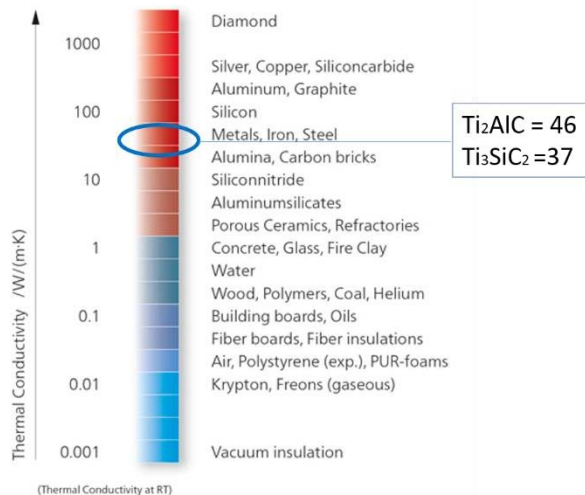 1000
100
10
1
0.1
0.01
0.001
Thermal Conductivity /W/(m·K)
Diamond
Silver, Copper, Siliconcarbide
Aluminum, Graphite
Silicon
Metals, Iron, Steel
Alumina, Carbon bricks
Siliconnitride
Aluminumsilicates
Porous Ceramics, Refractories
Concrete, Glass, Fire Clay
Water
Wood, Polymers, Coal, Helium
Building boards, Oils
Fiber boards, Fiber insulations
Air, Polystyrene (exp.), PUR-foams
Krypton, Freons (gaseous)
Vacuum insulation
Ti₂AlC = 46
Ti₃SiC₂ =37
(Thermal Conductivity at RT)